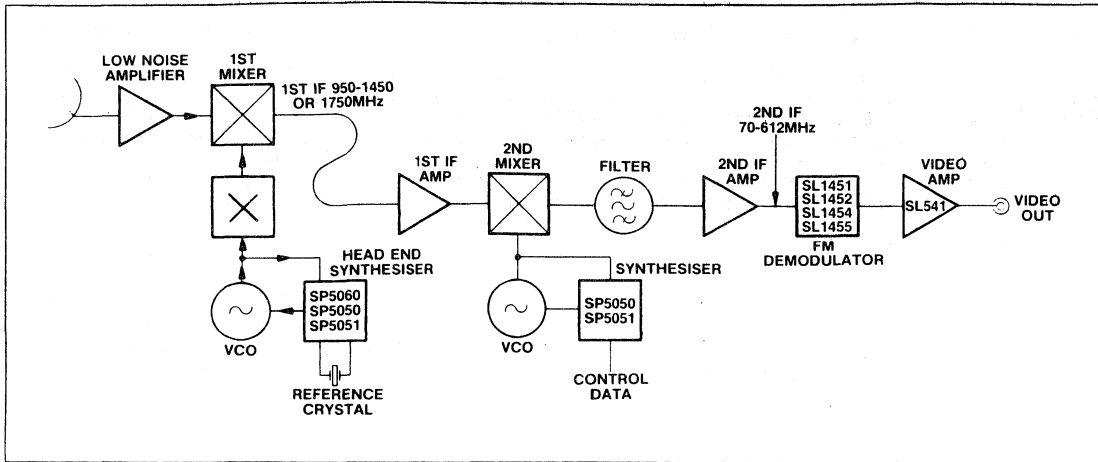 LOW NOISE
AMPLIFIER
1ST
MIXER
1ST IF 950-1450
OR 1750MHz
1ST IF
AMP
2ND
MIXER
FILTER
2ND IF
AMP
2ND IF
70-612MHz
SL1451
SL1452
SL1454
SL1455
FM
DEMODULATOR
VIDEO
AMP
SL541
VIDEO
OUT
HEAD END
SYNTHESISER
SP5060
SP5050
SP5051
VCO
REFERENCE
CRYSTAL
VCO
SYNTHESISER
SP5050
SP5051
CONTROL
DATA